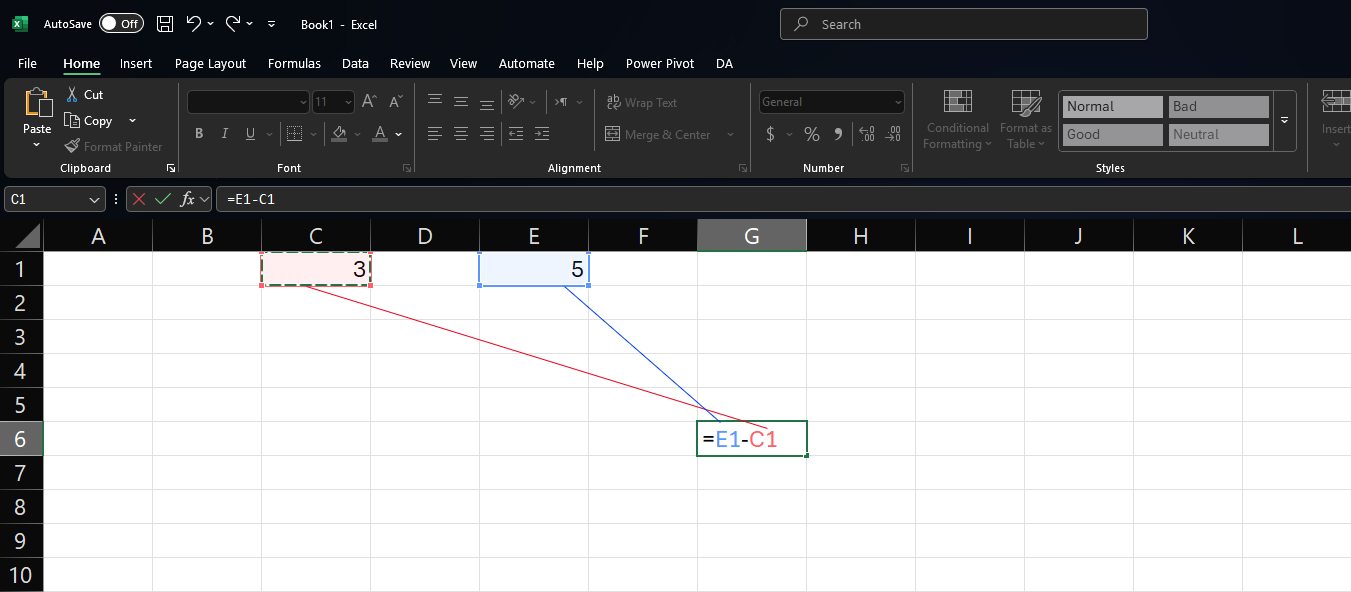 AutoSave Off Book1 - Excel Search
File Home Insert Page Layout Formulas Data Review View Automate Help Power Pivot DA
Paste
Cut
Copy
Format Painter
Clipboard
11
B I U A
Font
Wrap Text
Merge & Center
Alignment
General
$ %
Number
Conditional Formatting
Format as Table
Normal Bad
Good Neutral
Styles
Insert
C1 fx =E1-C1
A B C D E F G H I J K L
1 3 5
2
3
4
5
6 =E1-C1
7
8
9
10